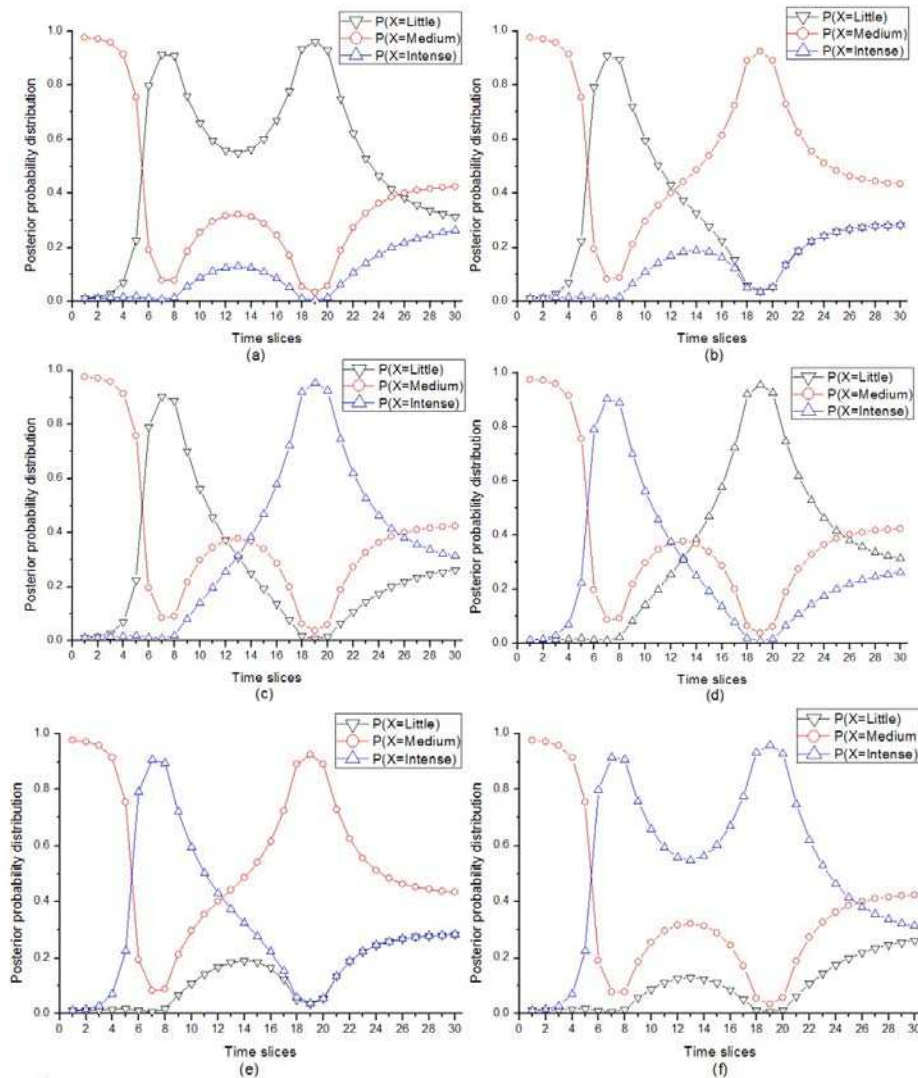 P(X=Little)
P(X=Medium)
P(X=Intense)
1.0
0.8
0.6
0.4
0.2
0.0
Posterior probability distribution
0 2 4 6 8 10 12 14 16 18 20 22 24 26 28 30
Time slices
(a)
P(X=Little)
P(X=Medium)
P(X=Intense)
1.0
0.8
0.6
0.4
0.2
0.0
Posterior probability distribution
0 2 4 6 8 10 12 14 16 18 20 22 24 26 28 30
Time slices
(b)
P(X=Little)
P(X=Medium)
P(X=Intense)
1.0
0.8
0.6
0.4
0.2
0.0
Posterior probability distribution
0 2 4 6 8 10 12 14 16 18 20 22 24 26 28 30
Time slices
(c)
P(X=Little)
P(X=Medium)
P(X=Intense)
1.0
0.8
0.6
0.4
0.2
0.0
Posterior probability distribution
0 2 4 6 8 10 12 14 16 18 20 22 24 26 28 30
Time slices
(d)
P(X=Little)
P(X=Medium)
P(X=Intense)
1.0
0.8
0.6
0.4
0.2
0.0
Posterior probability distribution
0 2 4 6 8 10 12 14 16 18 20 22 24 26 28 30
Time slices
(e)
P(X=Little)
P(X=Medium)
P(X=Intense)
1.0
0.8
0.6
0.4
0.2
0.0
Posterior probability distribution
0 2 4 6 8 10 12 14 16 18 20 22 24 26 28 30
Time slices
(f)